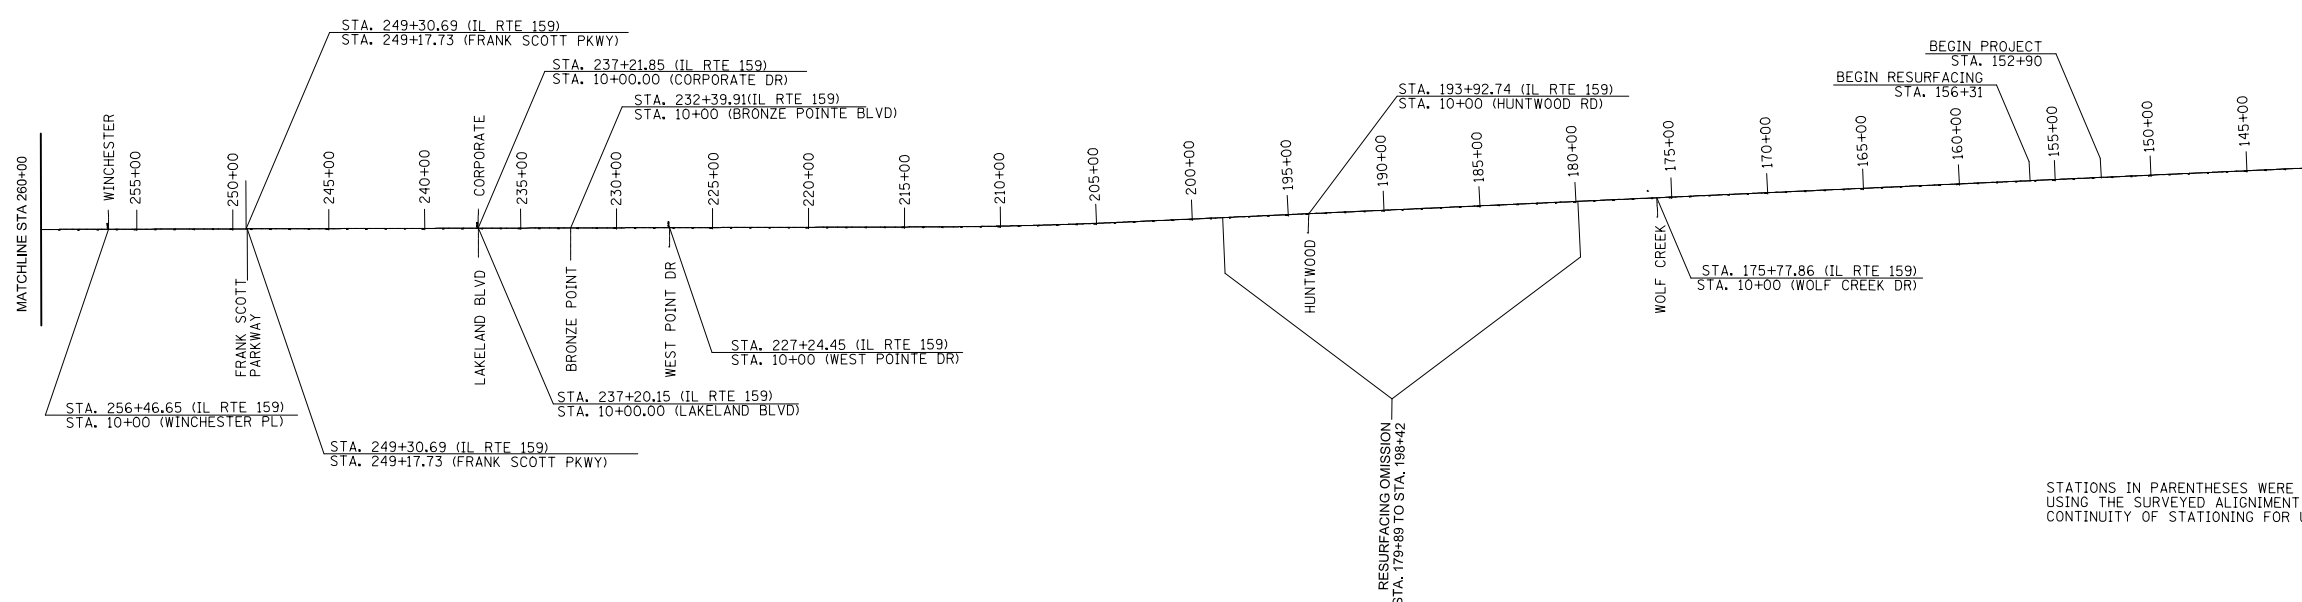 STA. 249+30.69 (IL RTE 159)
STA. 249+17.73 (FRANK SCOTT PKWY)
STA. 237+21.85 (IL RTE 159)
STA. 10+00.00 (CORPORATE DR)
STA. 232+39.91(IL RTE 159)
STA. 10+00 (BRONZE POINTE BLVD)
STA. 193+92.74 (IL RTE 159)
STA. 10+00 (HUNTWOOD RD)
BEGIN PROJECT
STA. 152+90
BEGIN RESURFACING
STA. 156+31
MATCHLINE STA 260+00
WINCHESTER
255+00
250+00
245+00
240+00
CORPORATE
235+00
230+00
225+00
220+00
215+00
210+00
205+00
200+00
195+00
190+00
185+00
180+00
175+00
170+00
165+00
160+00
155+00
150+00
145+00
FRANK SCOTT
PARKWAY
LAKELAND BLVD
BRONZE POINT
WEST POINT DR
HUNTWOOD
WOLF CREEK
STA. 175+77.86 (IL RTE 159)
STA. 10+00 (WOLF CREEK DR)
STA. 227+24.45 (IL RTE 159)
STA. 10+00 (WEST POINTE DR)
STA. 237+20.15 (IL RTE 159)
STA. 10+00.00 (LAKELAND BLVD)
STA. 256+46.65 (IL RTE 159)
STA. 10+00 (WINCHESTER PL)
STA. 249+30.69 (IL RTE 159)
STA. 249+17.73 (FRANK SCOTT PKWY)
RESURFACING OMISSION
STA. 179+89 TO STA. 198+42
STATIONS IN PARENTHESES WERE
USING THE SURVEYED ALIGNMENT
CONTINUITY OF STATIONING FOR